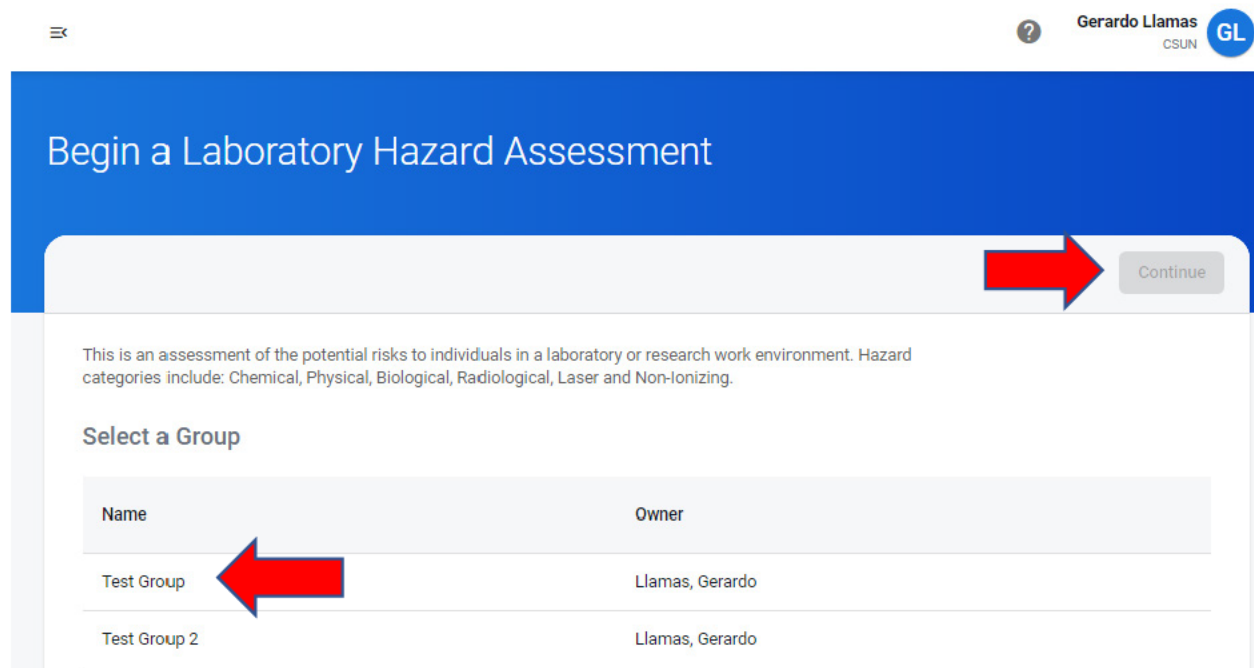 Gerardo Llamas
CSUN
GL
Begin a Laboratory Hazard Assessment
Continue
This is an assessment of the potential risks to individuals in a laboratory or research work environment. Hazard
categories include: Chemical, Physical, Biological, Radiological, Laser and Non-Ionizing.
Select a Group
Name Owner
Test Group Llamas, Gerardo
Test Group 2 Llamas, Gerardo